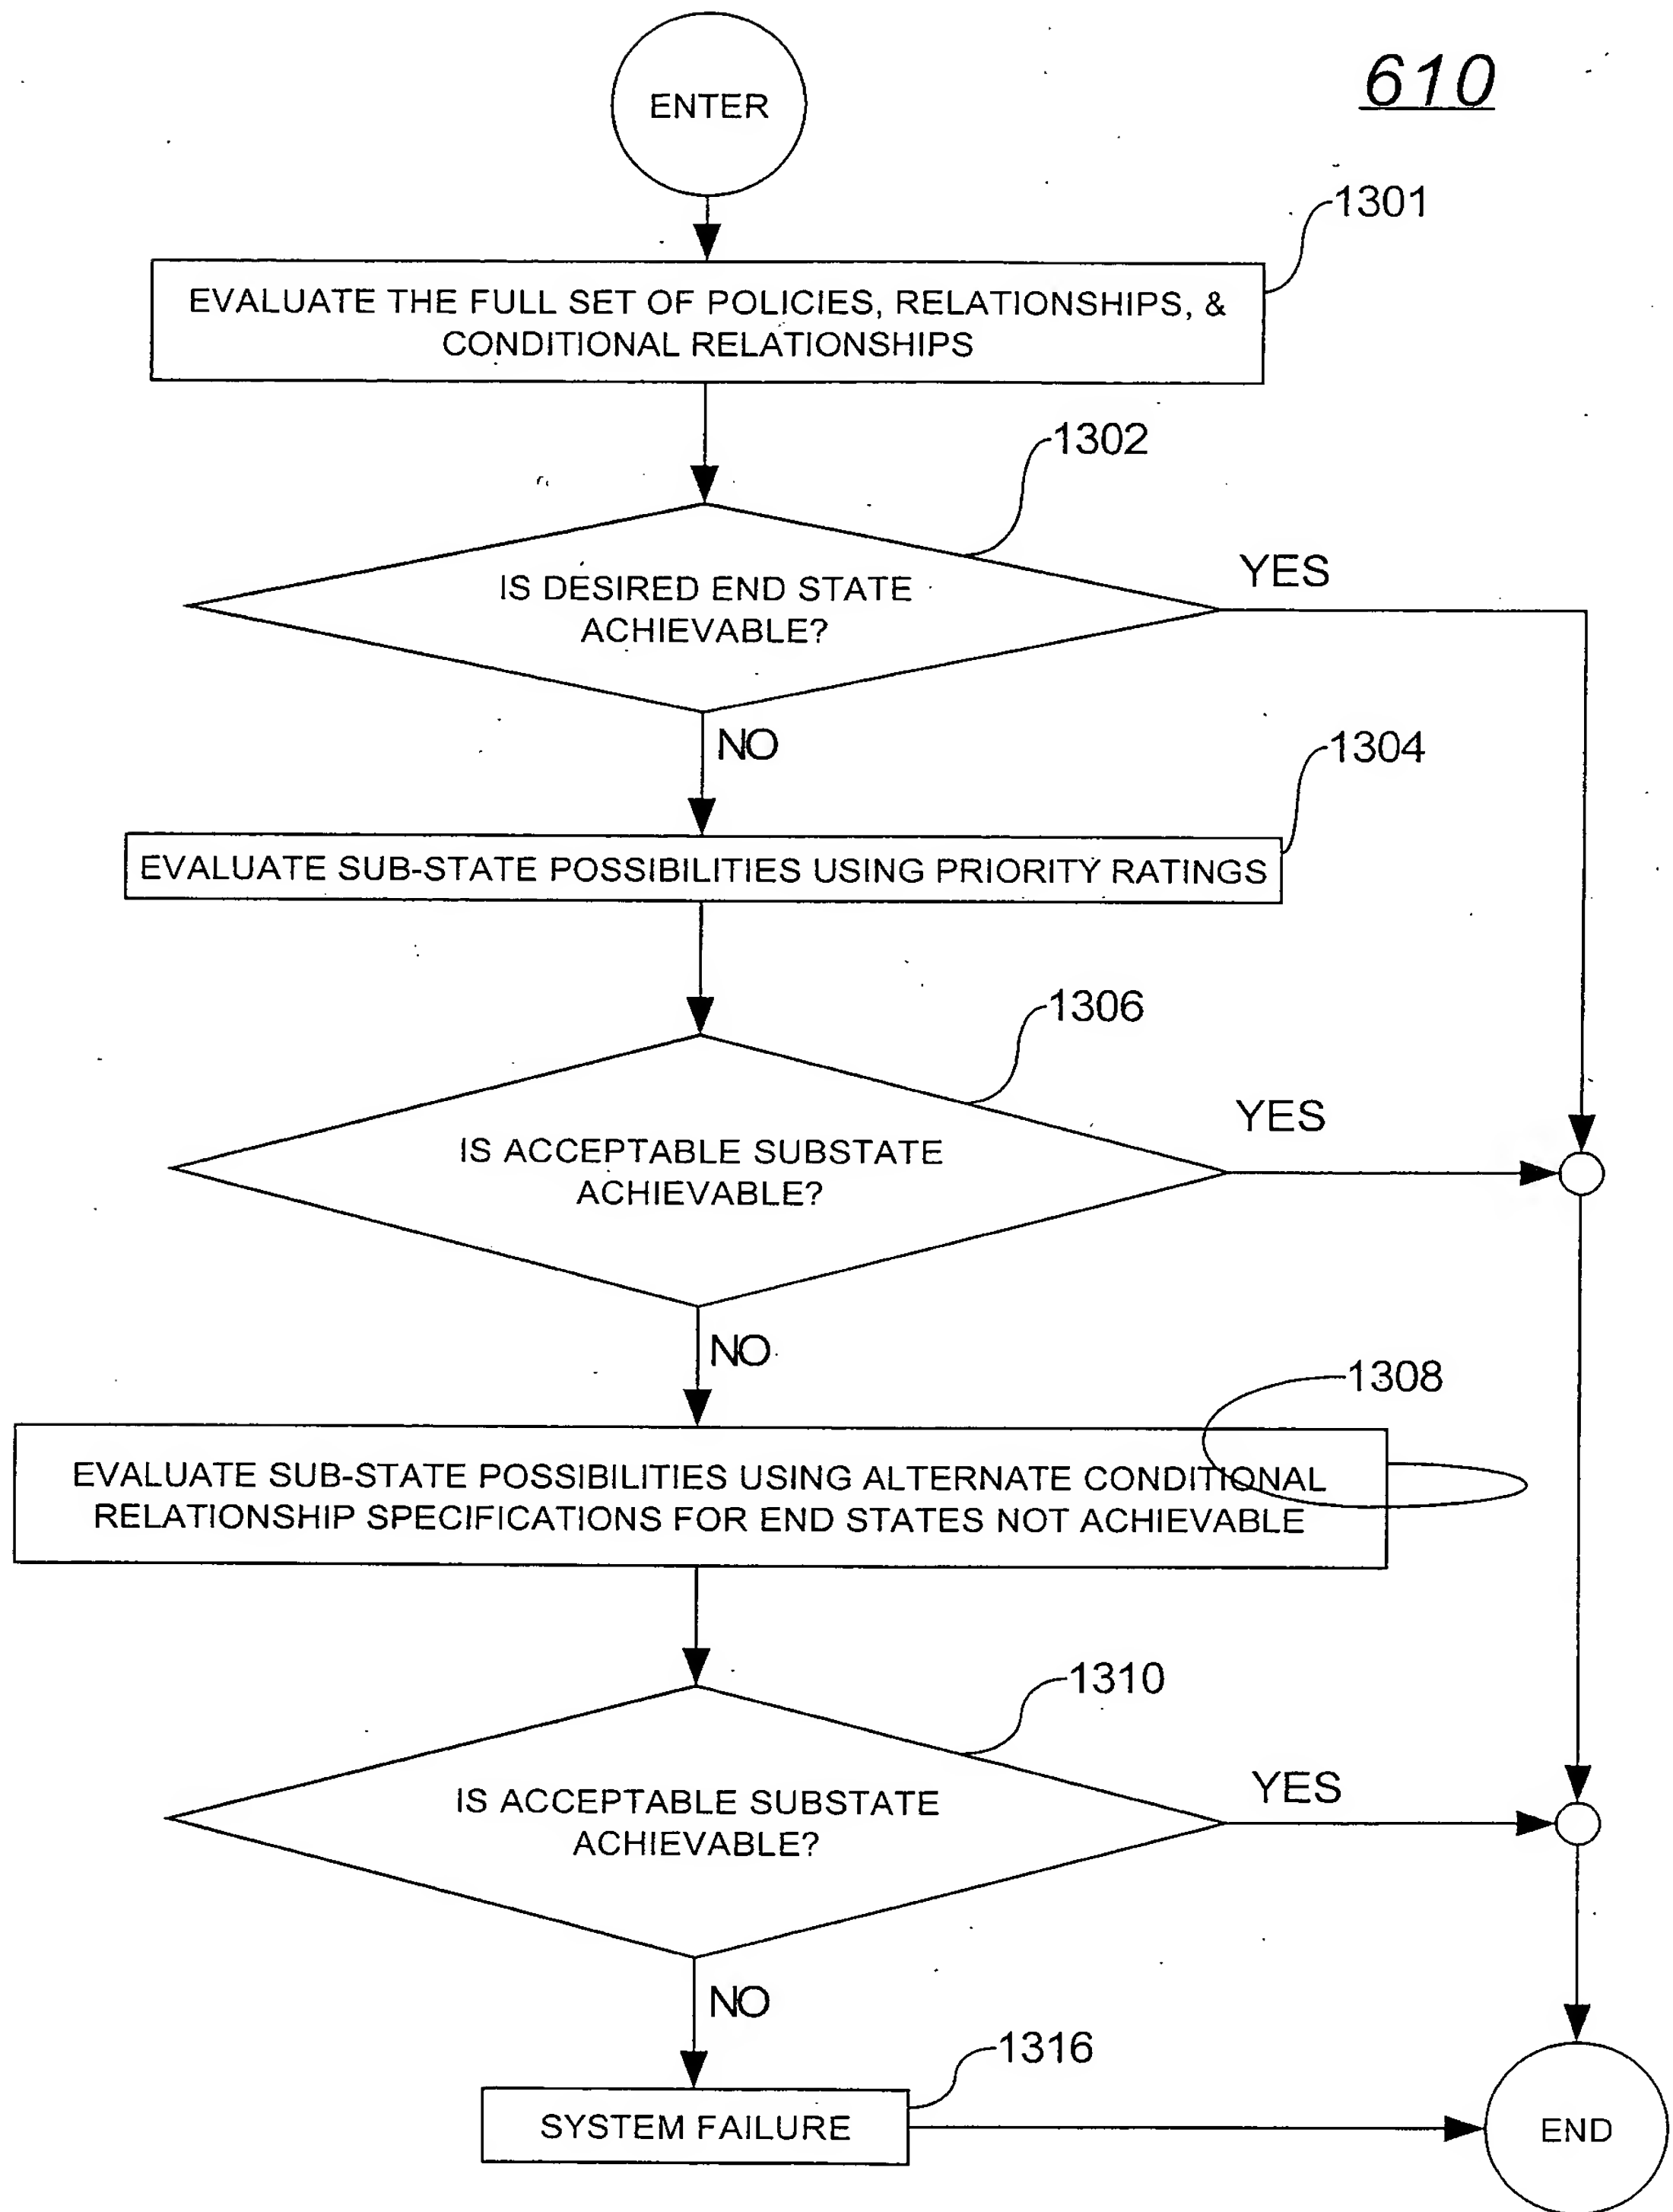 610
ENTER
1301
EVALUATE THE FULL SET OF POLICIES, RELATIONSHIPS, &
CONDITIONAL RELATIONSHIPS
1302
IS DESIRED END STATE
ACHIEVABLE?
YES
NO
1304
EVALUATE SUB-STATE POSSIBILITIES USING PRIORITY RATINGS
1306
IS ACCEPTABLE SUBSTATE
ACHIEVABLE?
YES
NO
1308
EVALUATE SUB-STATE POSSIBILITIES USING ALTERNATE CONDITIONAL
RELATIONSHIP SPECIFICATIONS FOR END STATES NOT ACHIEVABLE
1310
IS ACCEPTABLE SUBSTATE
ACHIEVABLE?
YES
NO
1316
SYSTEM FAILURE
END